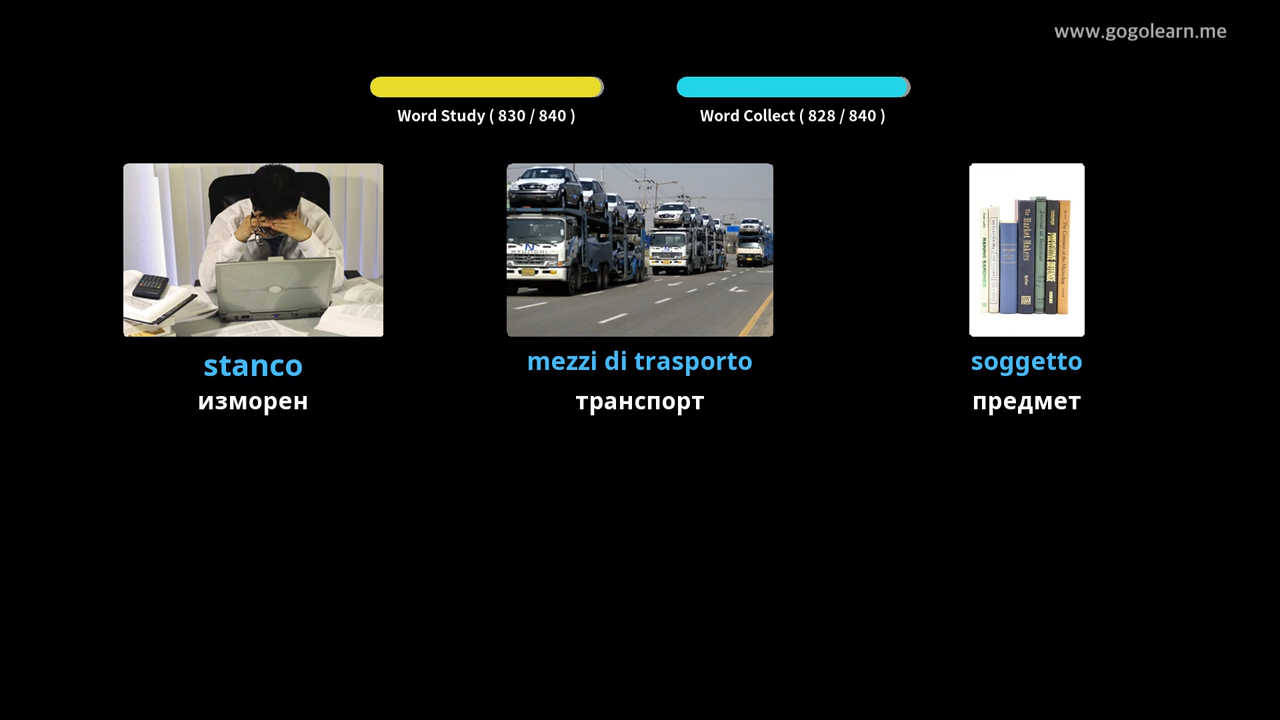 www.gogolearn.me
Word Study ( 830 / 840 )
Word Collect ( 828 / 840 )
stanco
mezzi di trasporto
soggetto
изморен
транспорт
предмет